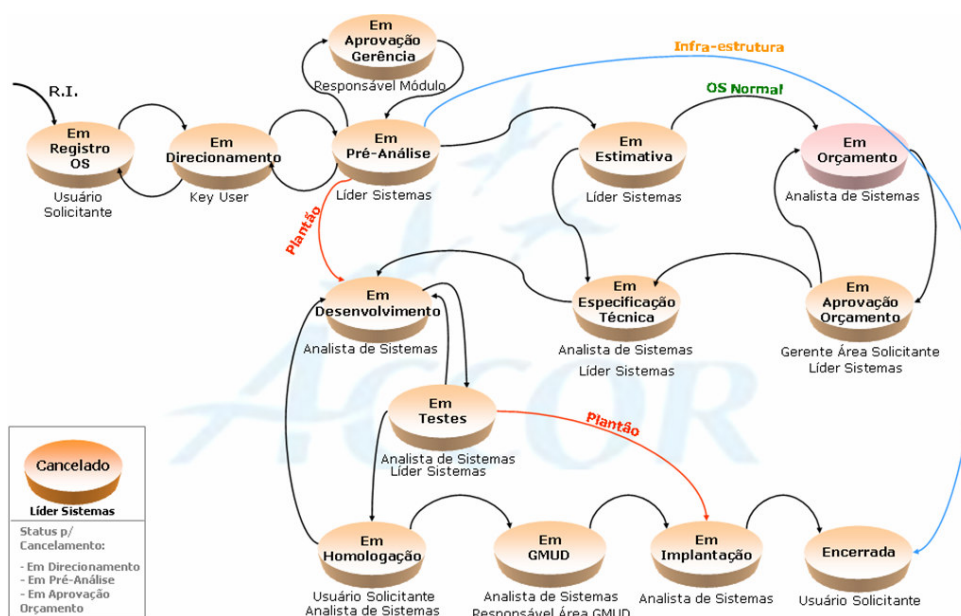 Em
Aprovação
Gerência
Responsável Módulo
Infra-estrutura
OS Normal
R.I.
Em
Registro
OS
Usuário
Solicitante
Em
Direcionamento
Key User
Em
Pré-Análise
Líder Sistemas
Em
Estimativa
Líder Sistemas
Em
Orçamento
Analista de Sistemas
Plantão
Em
Desenvolvimento
Analista de Sistemas
Em
Especificação
Técnica
Analista de Sistemas
Líder Sistemas
Em
Aprovação
Orçamento
Gerente Área Solicitante
Líder Sistemas
ACCOR
Em
Testes
Analista de Sistemas
Líder Sistemas
Plantão
Cancelado
Líder Sistemas
Status p/
Cancelamento:
- Em Direcionamento
- Em Pré-Análise
- Em Aprovação
Orçamento
Em
Homologação
Usuário Solicitante
Analista de Sistemas
Em
GMUD
Analista de Sistemas
Responsável Área GMUD
Em
Implantação
Analista de Sistemas
Encerrada
Usuário Solicitante